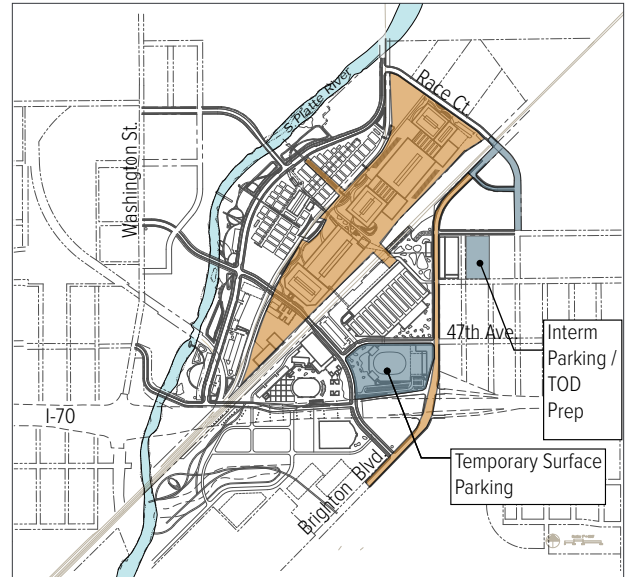 Race Ct.
S. Platte River
Washington St.
47th Ave
Interm
Parking /
TOD
Prep
I-70
Temporary Surface
Parking
Brighton Blvd.